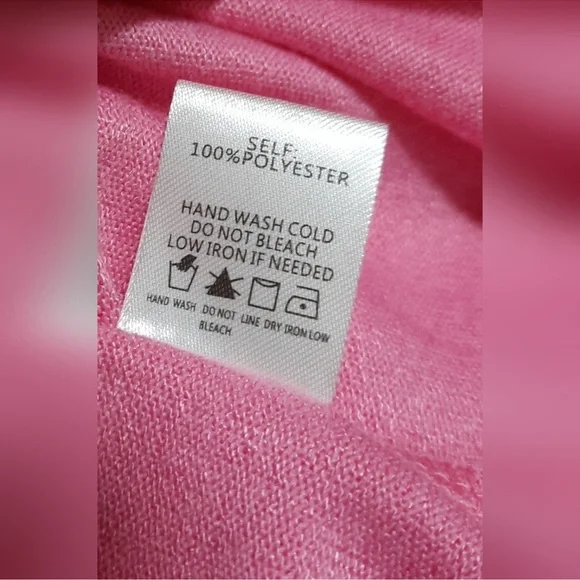 SELF:
100%POLYESTER
HAND WASH COLD
DO NOT BLEACH
LOW IRON IF NEEDED
HAND WASH DO NOT LINE DRY IRON LOW
BLEACH